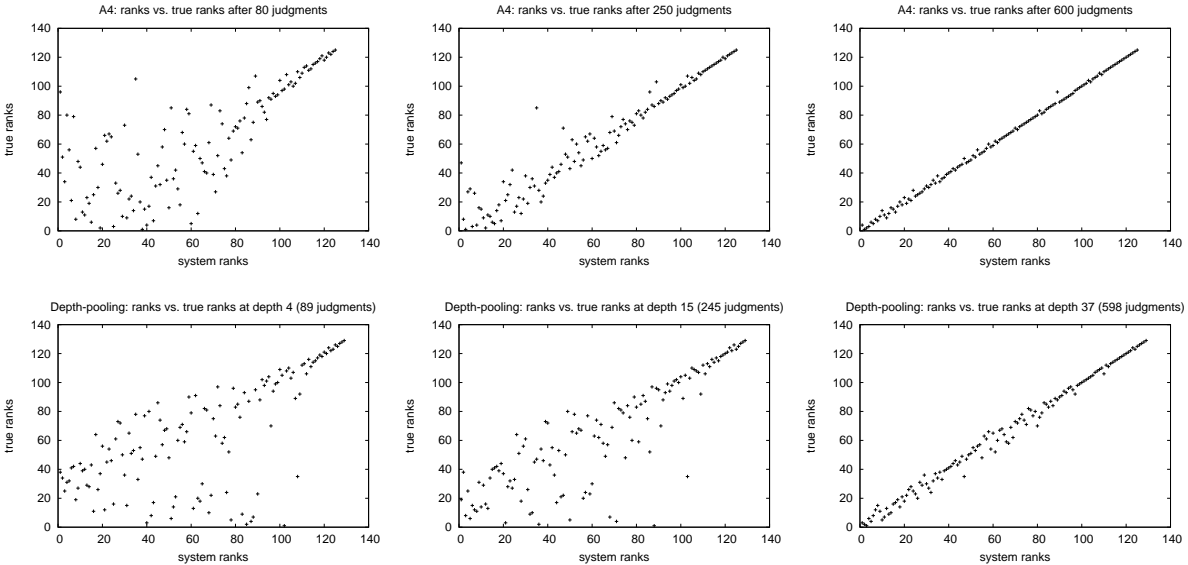 A4: ranks vs. true ranks after 80 judgments
true ranks
140
120
100
80
60
40
20
0
0 20 40 60 80 100 120 140
system ranks
A4: ranks vs. true ranks after 250 judgments
true ranks
140
120
100
80
60
40
20
0
0 20 40 60 80 100 120 140
system ranks
A4: ranks vs. true ranks after 600 judgments
true ranks
140
120
100
80
60
40
20
0
0 20 40 60 80 100 120 140
system ranks
Depth-pooling: ranks vs. true ranks at depth 4 (89 judgments)
true ranks
140
120
100
80
60
40
20
0
0 20 40 60 80 100 120 140
system ranks
Depth-pooling: ranks vs. true ranks at depth 15 (245 judgments)
true ranks
140
120
100
80
60
40
20
0
0 20 40 60 80 100 120 140
system ranks
Depth-pooling: ranks vs. true ranks at depth 37 (598 judgments)
true ranks
140
120
100
80
60
40
20
0
0 20 40 60 80 100 120 140
system ranks